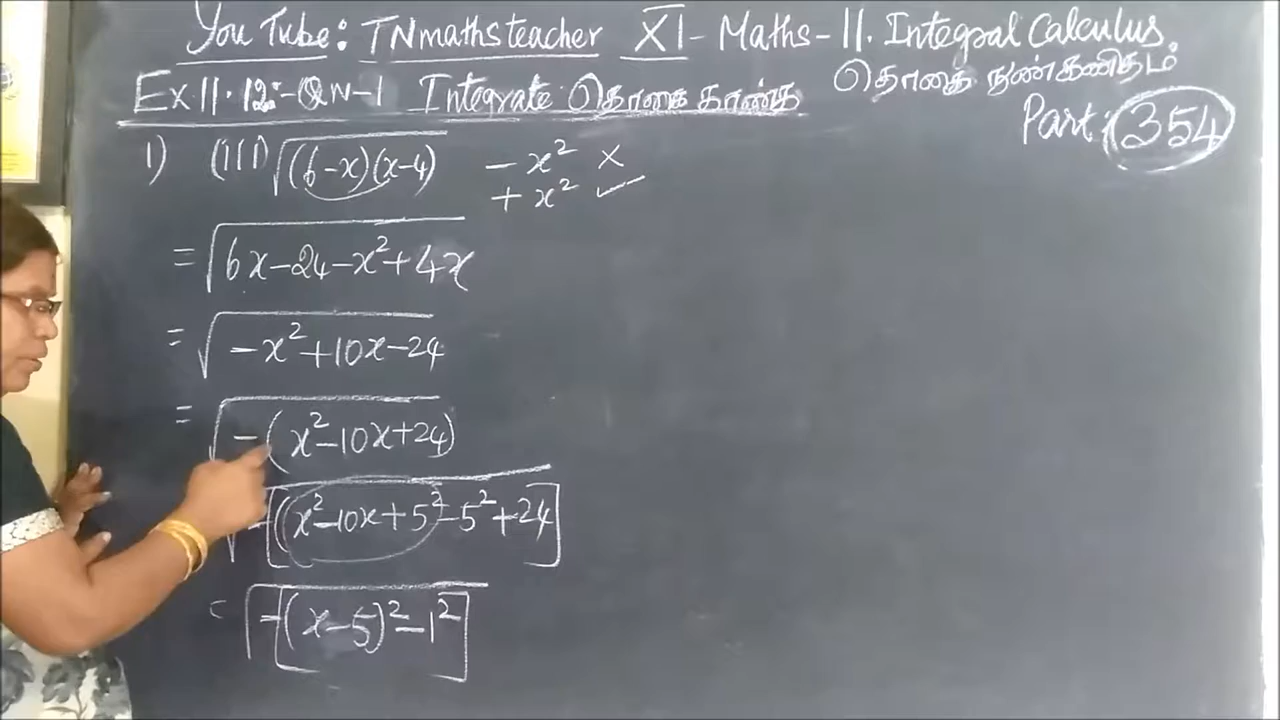 You Tube: TNmathsteacher XI - Maths - 11. Integral Calculus
தொகை நுண்கணிதம்
Ex.11.12:-QN-1 Integrate தொகை காண்க
Part: 354
1) (iii) √(6-x)(x-4) - x² ×
+ x² ✓
= √6x-24-x²+4x
= √-x²+10x-24
= √-(x²-10x+24)
√-[(x²-10x+5²-5²+24]
= √-[(x-5)²-1²]